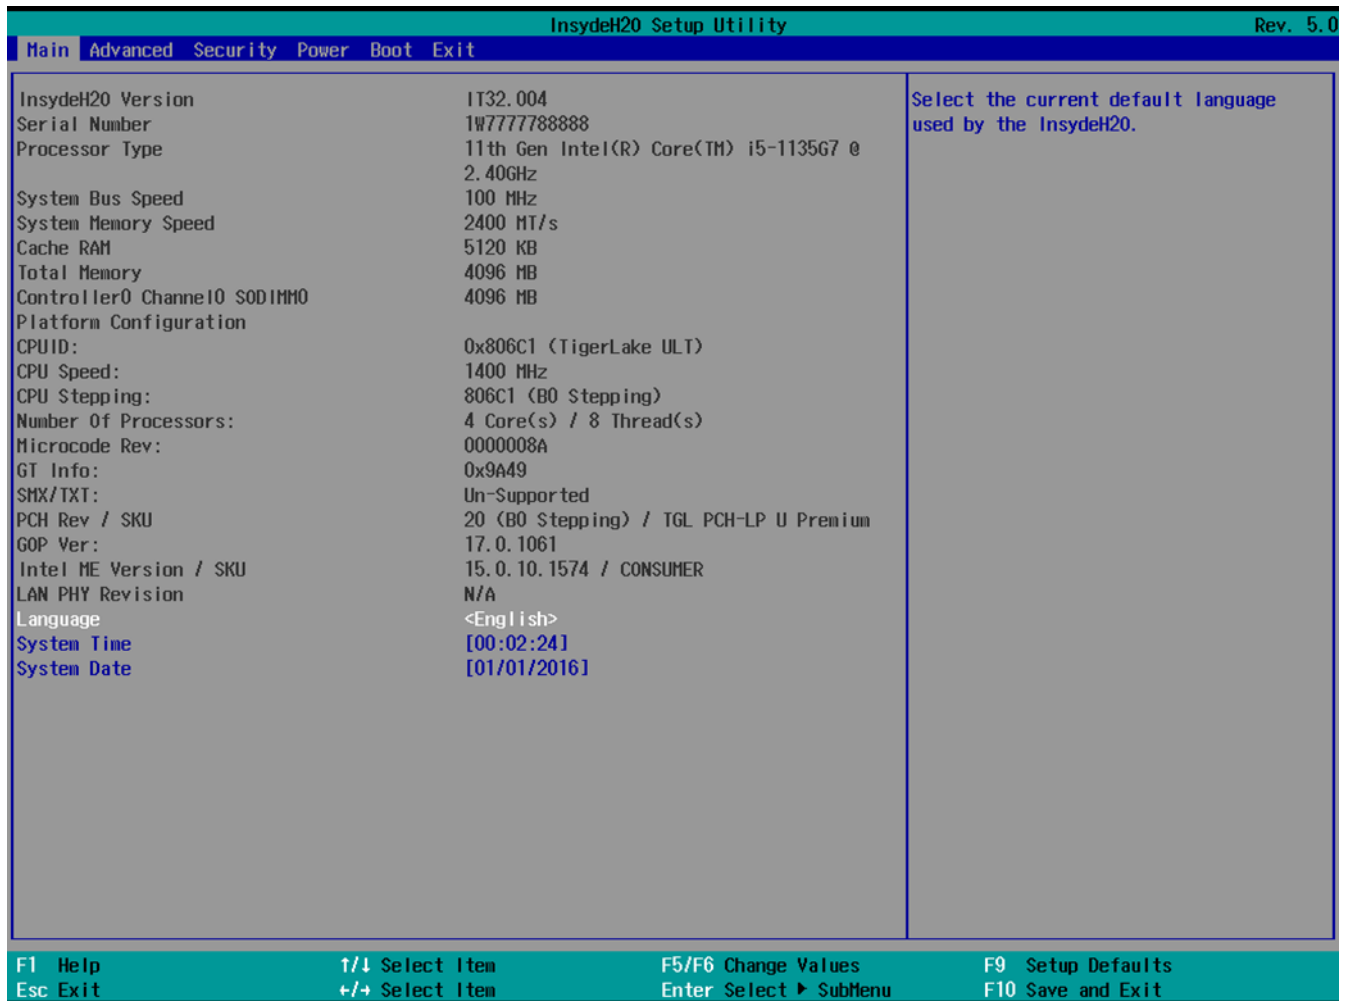 InsydeH20 Setup Utility Rev. 5.0
Main Advanced Security Power Boot Exit
InsydeH20 Version IT32.004
Serial Number 1W7777788888
Processor Type 11th Gen Intel(R) Core(TM) i5-1135G7 @
2.40GHz
System Bus Speed 100 MHz
System Memory Speed 2400 MT/s
Cache RAM 5120 KB
Total Memory 4096 MB
Controller0 Channel0 SODIMM0 4096 MB
Platform Configuration
CPUID: 0x806C1 (TigerLake ULT)
CPU Speed: 1400 MHz
CPU Stepping: 806C1 (B0 Stepping)
Number Of Processors: 4 Core(s) / 8 Thread(s)
Microcode Rev: 0000008A
GT Info: 0x9A49
SMX/TXT: Un-Supported
PCH Rev / SKU 20 (B0 Stepping) / TGL PCH-LP U Premium
GOP Ver: 17.0.1061
Intel ME Version / SKU 15.0.10.1574 / CONSUMER
LAN PHY Revision N/A
Language <English>
System Time [00:02:24]
System Date [01/01/2016]
Select the current default language
used by the InsydeH20.
F1 Help ↑/↓ Select Item F5/F6 Change Values F9 Setup Defaults
Esc Exit ←/→ Select Item Enter Select ▶ SubMenu F10 Save and Exit